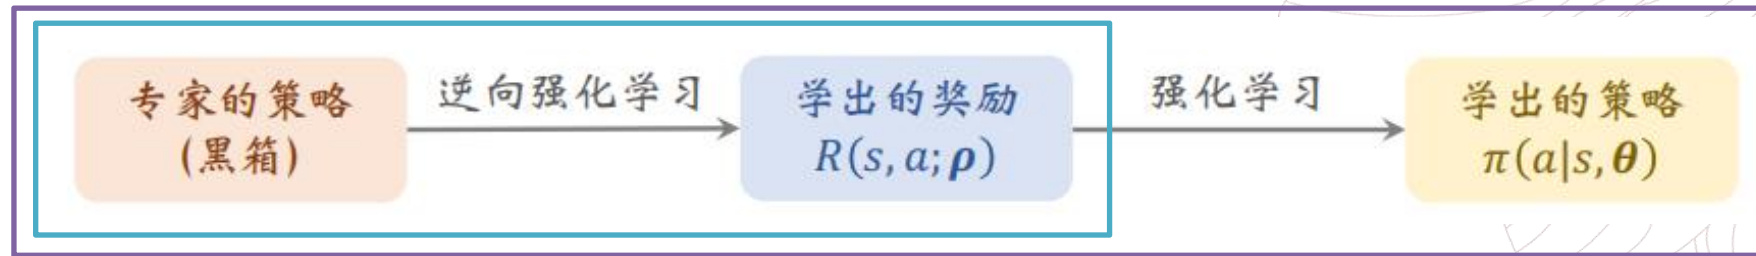 专家的策略
(黑箱)
逆向强化学习
学出的奖励
R(s, a; ρ)
强化学习
学出的策略
π(a|s, θ)